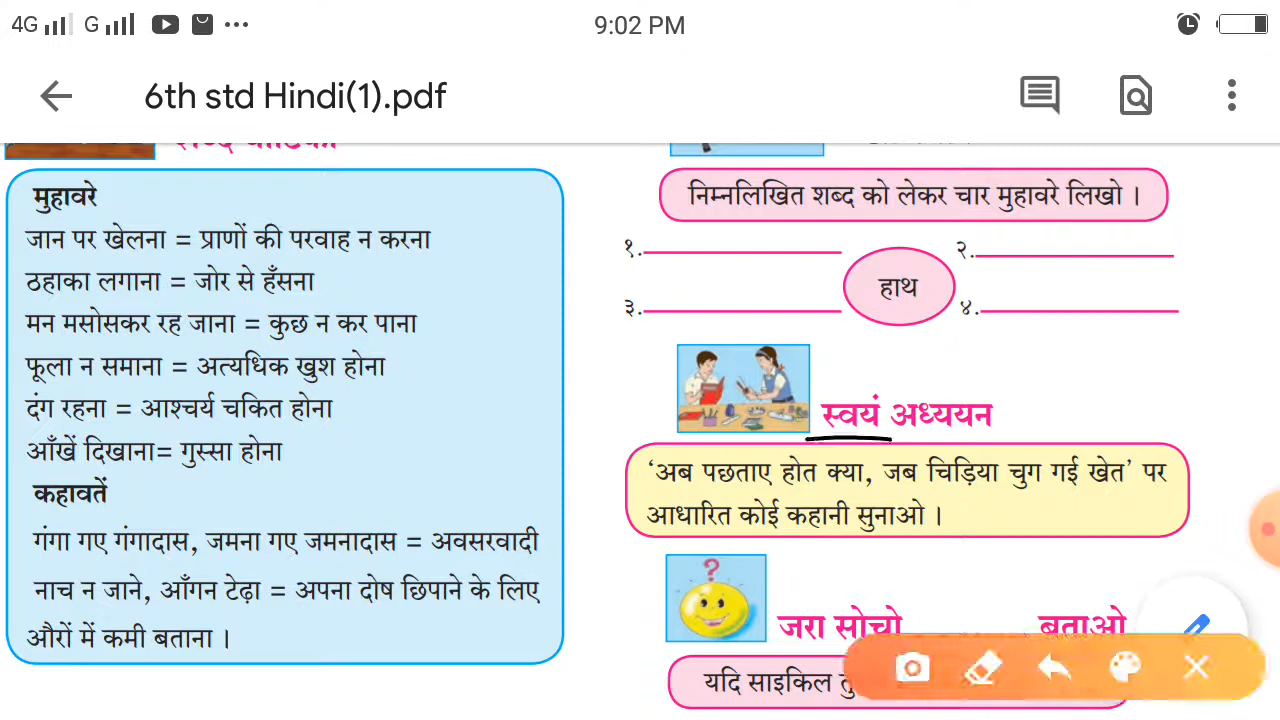 4G G 9:02 PM
6th std Hindi(1).pdf
मुहावरे
जान पर खेलना = प्राणों की परवाह न करना
ठहाका लगाना = जोर से हँसना
मन मसोसकर रह जाना = कुछ न कर पाना
फूला न समाना = अत्यधिक खुश होना
दंग रहना = आश्चर्य चकित होना
आँखें दिखाना= गुस्सा होना
कहावतें
गंगा गए गंगादास, जमना गए जमनादास = अवसरवादी
नाच न जाने, आँगन टेढ़ा = अपना दोष छिपाने के लिए
औरों में कमी बताना ।
निम्नलिखित शब्द को लेकर चार मुहावरे लिखो ।
१. २.
हाथ
३. ४.
स्वयं अध्ययन
‘अब पछताए होत क्या, जब चिड़िया चुग गई खेत’ पर
आधारित कोई कहानी सुनाओ ।
?
जरा सोचो बताओ
यदि साइकिल